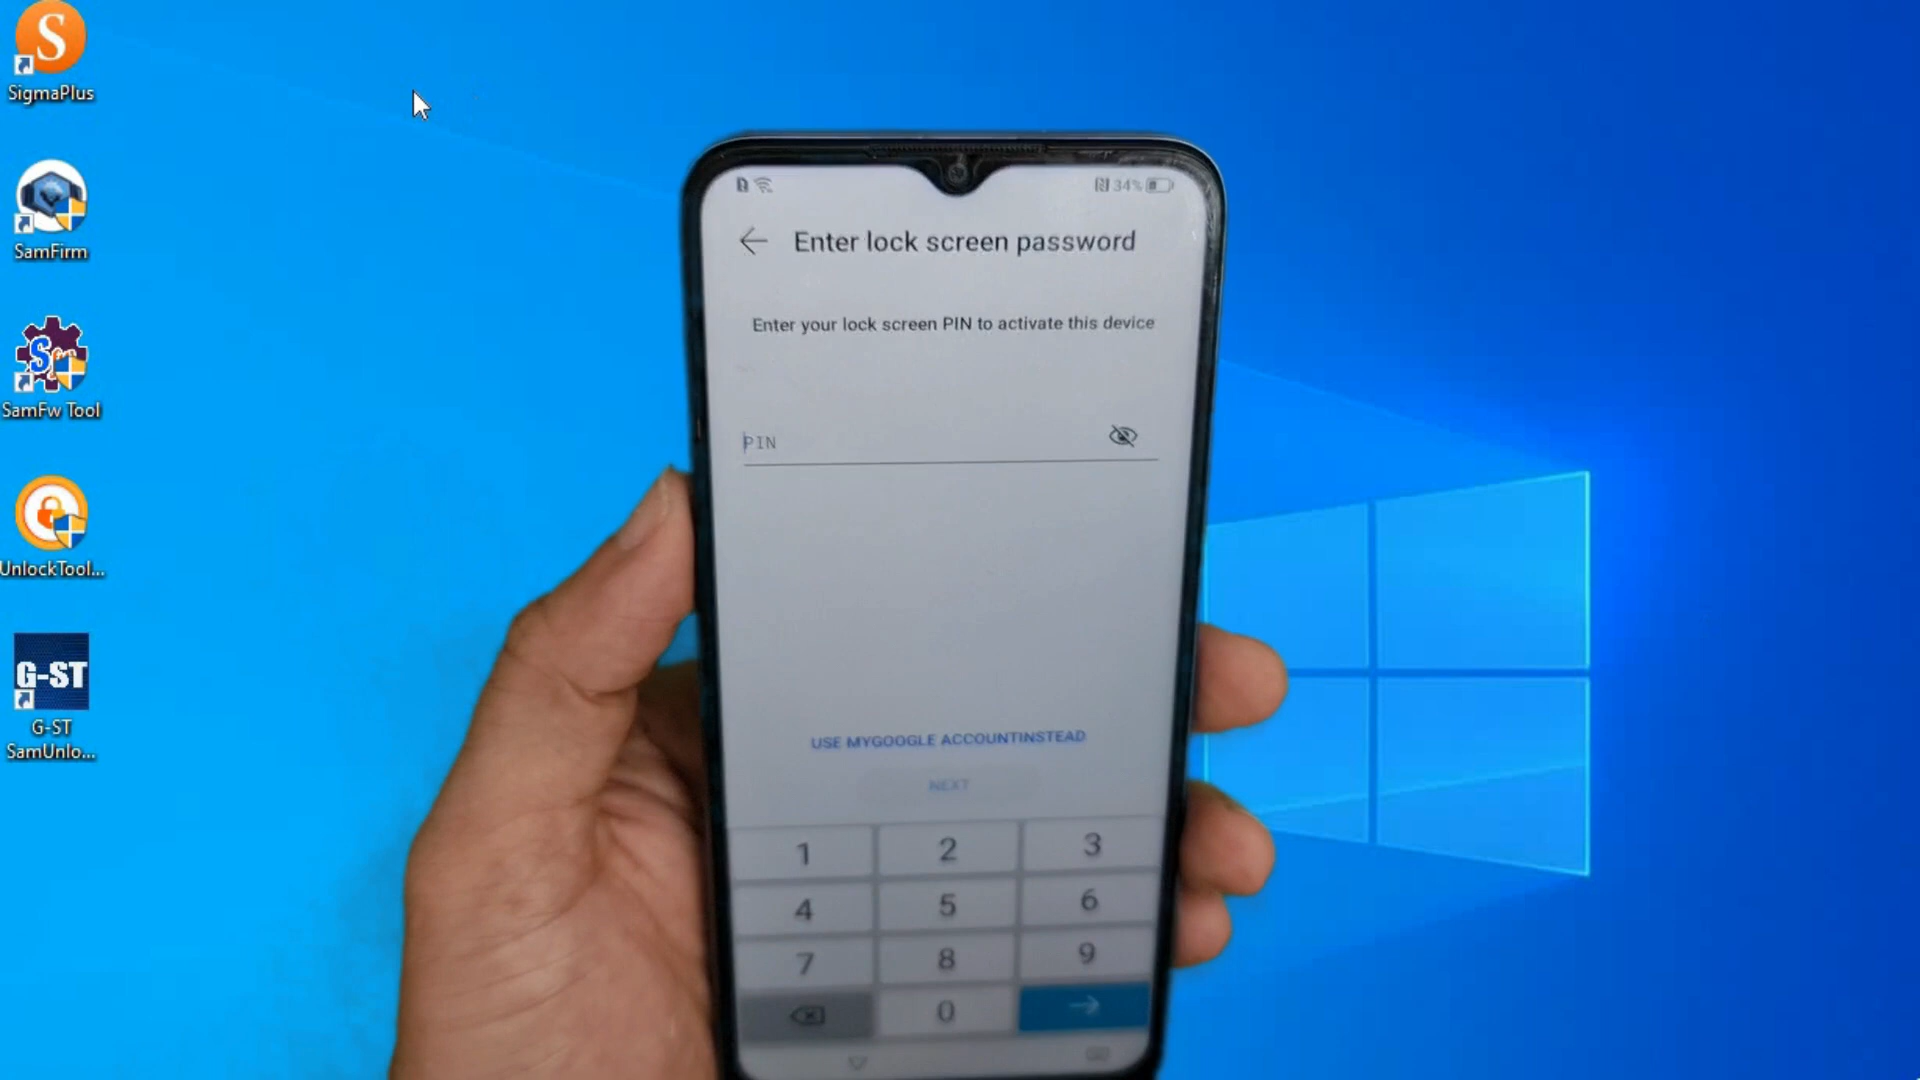 S
SigmaPlus
SamFirm
SamFw Tool
UnlockTool...
G-ST
G-ST
SamUnlo...
34%
Enter lock screen password
Enter your lock screen PIN to activate this device
PIN
USE MYGOOGLE ACCOUNTINSTEAD
NEXT
1 2 3
4 5 6
7 8 9
0